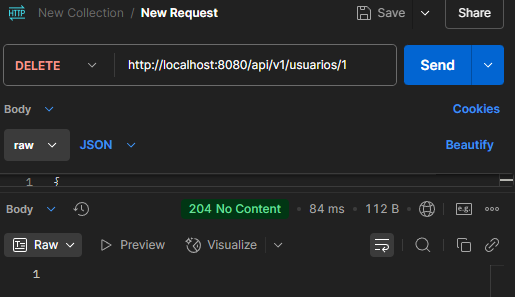 HTTP New Collection / New Request Save Share
DELETE http://localhost:8080/api/v1/usuarios/1 Send
Body Cookies
raw JSON Beautify
1 {
Body 204 No Content • 84 ms • 112 B e.g.
Raw Preview Visualize
1